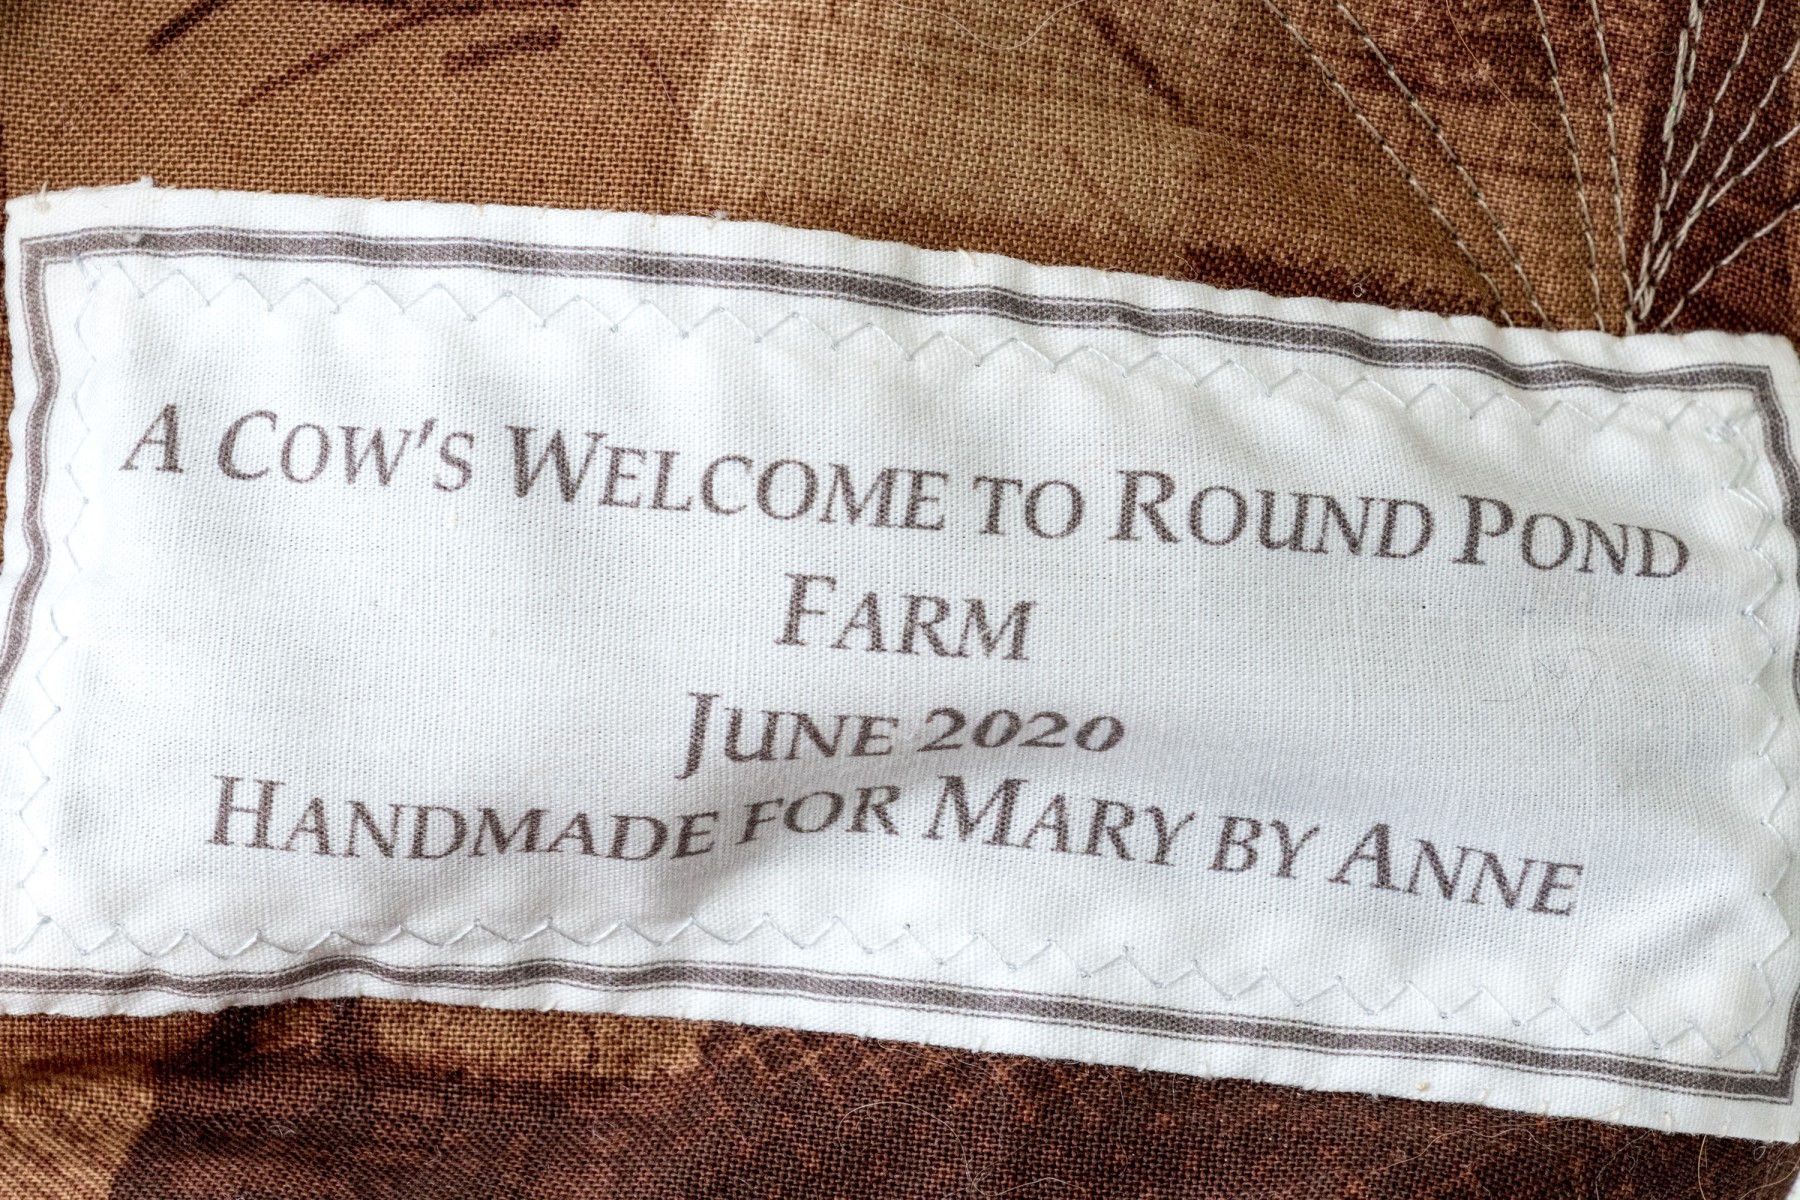 A Cow's Welcome to Round Pond
Farm
June 2020
Handmade for Mary by Anne